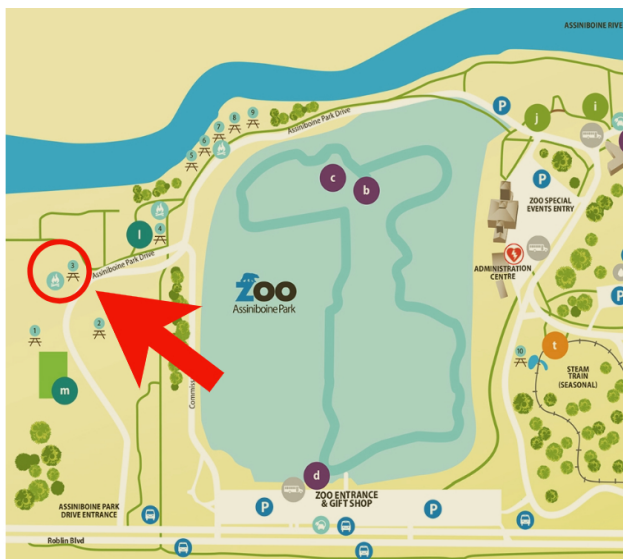 ASSINIBOINE RIVE
P
j
i
9
8
7
6
5
Assiniboine Park Drive
c
b
P
ZOO SPECIAL
EVENTS ENTRY
l
4
3
Assiniboine Park Drive
ZOO
Assiniboine Park
ADMINISTRATION
CENTRE
P
1
2
m
10
t
STEAM
TRAIN
(SEASONAL)
Commiss
d
ZOO ENTRANCE
& GIFT SHOP
P
P
ASSINIBOINE PARK
DRIVE ENTRANCE
Roblin Blvd